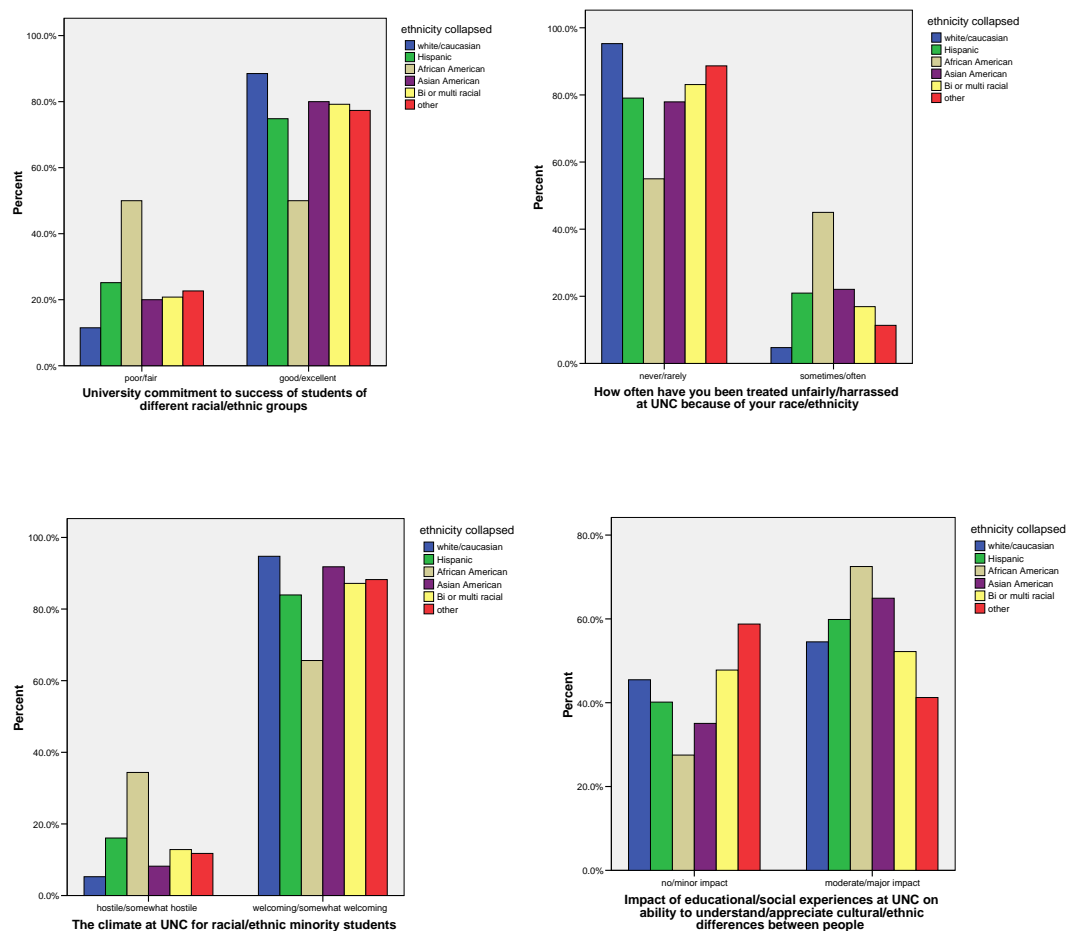 100.0%
80.0%
60.0%
40.0%
20.0%
0.0%
Percent
poor/fair
good/excellent
University commitment to success of students of
different racial/ethnic groups
ethnicity collapsed
white/caucasian
Hispanic
African American
Asian American
Bi or multi racial
other
100.0%
80.0%
60.0%
40.0%
20.0%
0.0%
Percent
never/rarely
sometimes/often
How often have you been treated unfairly/harrassed
at UNC because of your race/ethnicity
ethnicity collapsed
white/caucasian
Hispanic
African American
Asian American
Bi or multi racial
other
100.0%
80.0%
60.0%
40.0%
20.0%
0.0%
Percent
hostile/somewhat hostile
welcoming/somewhat welcoming
The climate at UNC for racial/ethnic minority students
ethnicity collapsed
white/caucasian
Hispanic
African American
Asian American
Bi or multi racial
other
80.0%
60.0%
40.0%
20.0%
0.0%
Percent
no/minor impact
moderate/major impact
Impact of educational/social experiences at UNC on
ability to understand/appreciate cultural/ethnic
differences between people
ethnicity collapsed
white/caucasian
Hispanic
African American
Asian American
Bi or multi racial
other